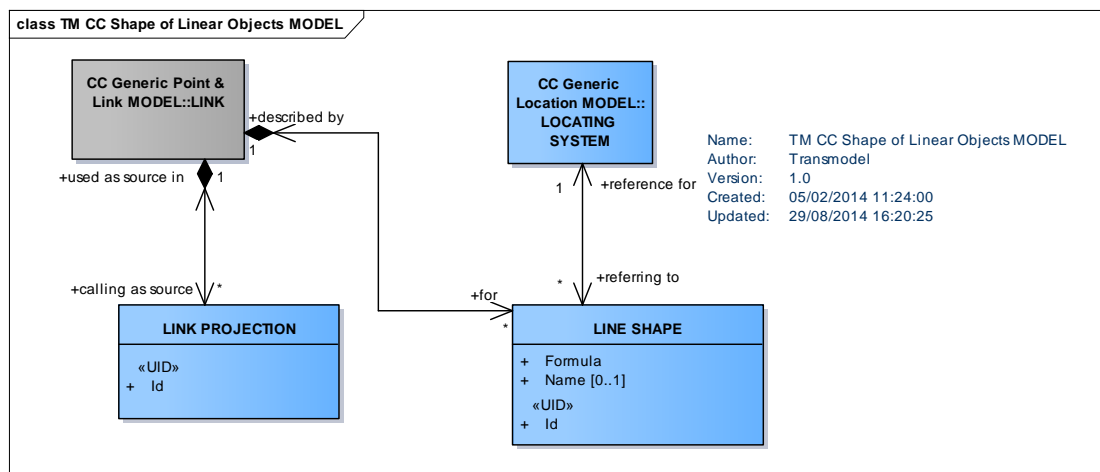 class TM CC Shape of Linear Objects MODEL
CC Generic Point &
Link MODEL::LINK
CC Generic
Location MODEL::
LOCATING
SYSTEM
+described by
1
+used as source in
1
1
+reference for
Name: TM CC Shape of Linear Objects MODEL
Author: Transmodel
Version: 1.0
Created: 05/02/2014 11:24:00
Updated: 29/08/2014 16:20:25
+calling as source
*
*
+referring to
+for
*
LINK PROJECTION
«UID»
+ Id
LINE SHAPE
+ Formula
+ Name [0..1]
«UID»
+ Id